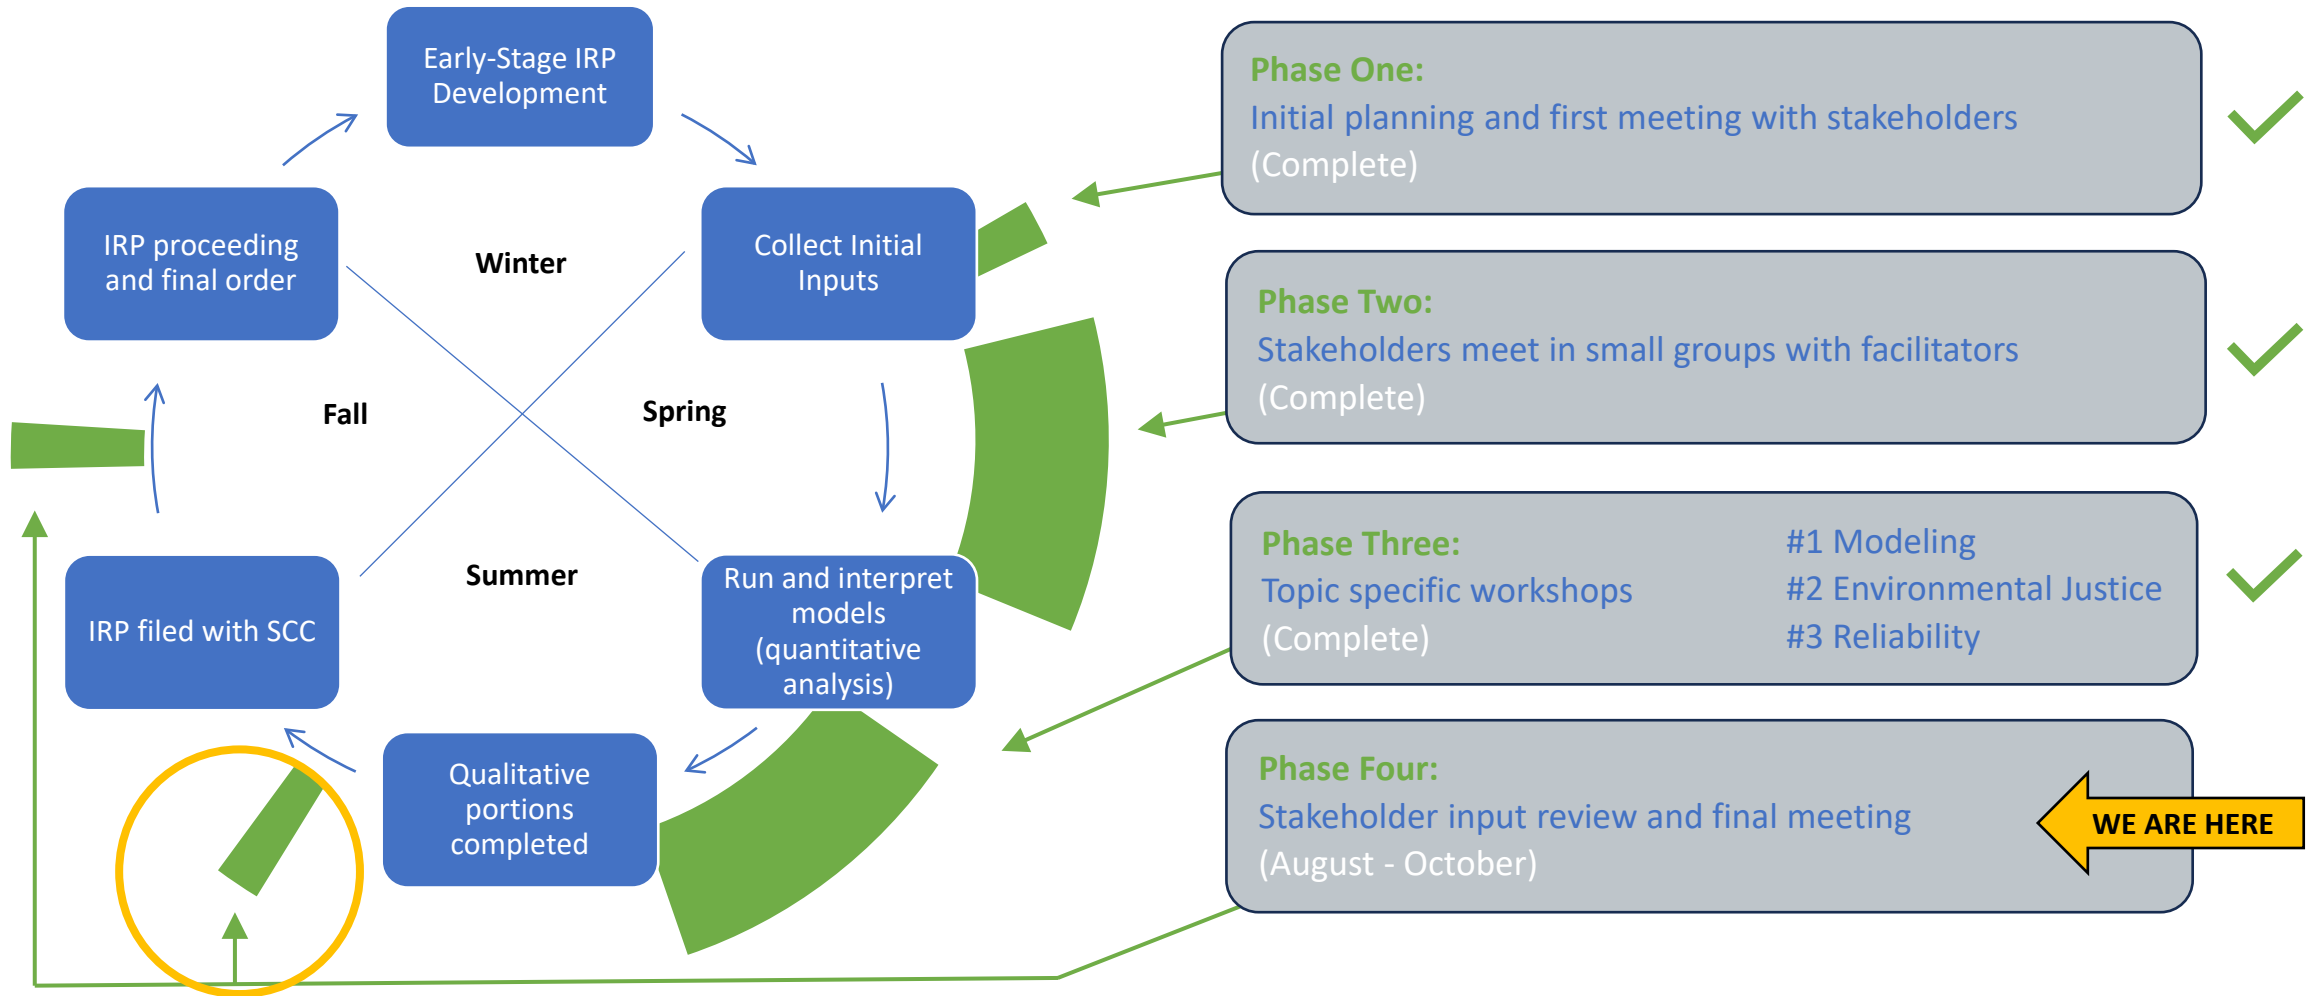 Early-Stage IRP
Development
Collect Initial
Inputs
Run and interpret
models
(quantitative
analysis)
Qualitative
portions
completed
IRP filed with SCC
IRP proceeding
and final order
Winter
Spring
Summer
Fall
Phase One:
Initial planning and first meeting with stakeholders
(Complete)
Phase Two:
Stakeholders meet in small groups with facilitators
(Complete)
Phase Three:
Topic specific workshops
(Complete)
#1 Modeling
#2 Environmental Justice
#3 Reliability
Phase Four:
Stakeholder input review and final meeting
(August - October)
WE ARE HERE